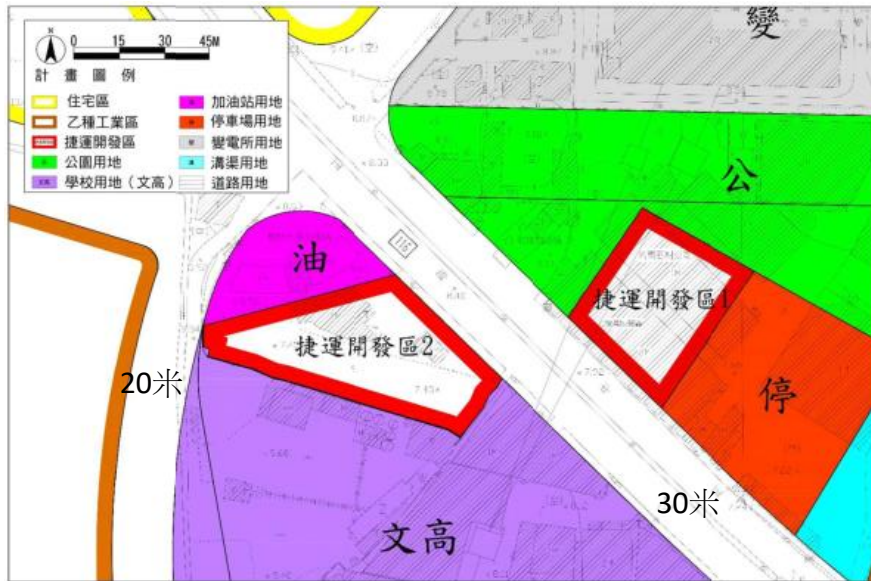 N
0 15 30 45M
計畫圖例
住宅區
乙種工業區
捷運開發區
公園用地
學校用地（文高）
加油站用地
停車場用地
變電所用地
溝渠用地
道路用地
變
公
油
116
捷運開發區1
捷運開發區2
停
20米
30米
文高